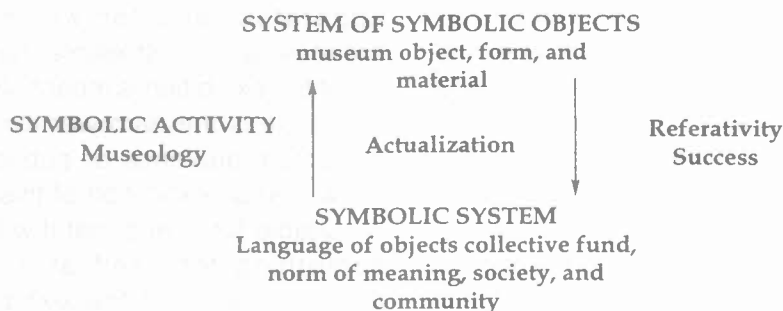 SYSTEM OF SYMBOLIC OBJECTS
museum object, form, and
material
SYMBOLIC ACTIVITY
Museology
Actualization
Referativity
Success
SYMBOLIC SYSTEM
Language of objects collective fund,
norm of meaning, society, and
community